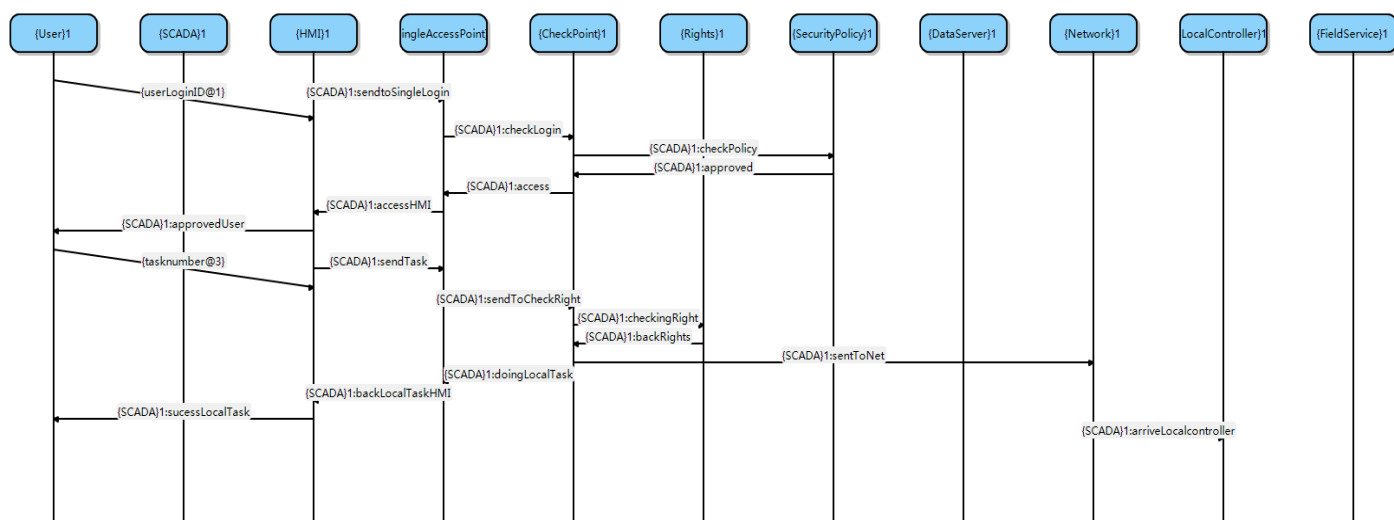 {User}1
{SCADA}1
{HMI}1
ingleAccessPoint
{CheckPoint}1
{Rights}1
{SecurityPolicy}1
{DataServer}1
{Network}1
LocalController}1
{FieldService}1
{userLoginID@1}
{SCADA}1:sendtoSingleLogin
{SCADA}1:checkLogin
{SCADA}1:checkPolicy
{SCADA}1:approved
{SCADA}1:access
{SCADA}1:accessHMI
{SCADA}1:approvedUser
{tasknumber@3}
{SCADA}1:sendTask
{SCADA}1:sendToCheckRight
{SCADA}1:checkingRight
{SCADA}1:backRights
{SCADA}1:sentToNet
{SCADA}1:doingLocalTask
{SCADA}1:backLocalTaskHMI
{SCADA}1:sucessLocalTask
{SCADA}1:arriveLocalcontroller